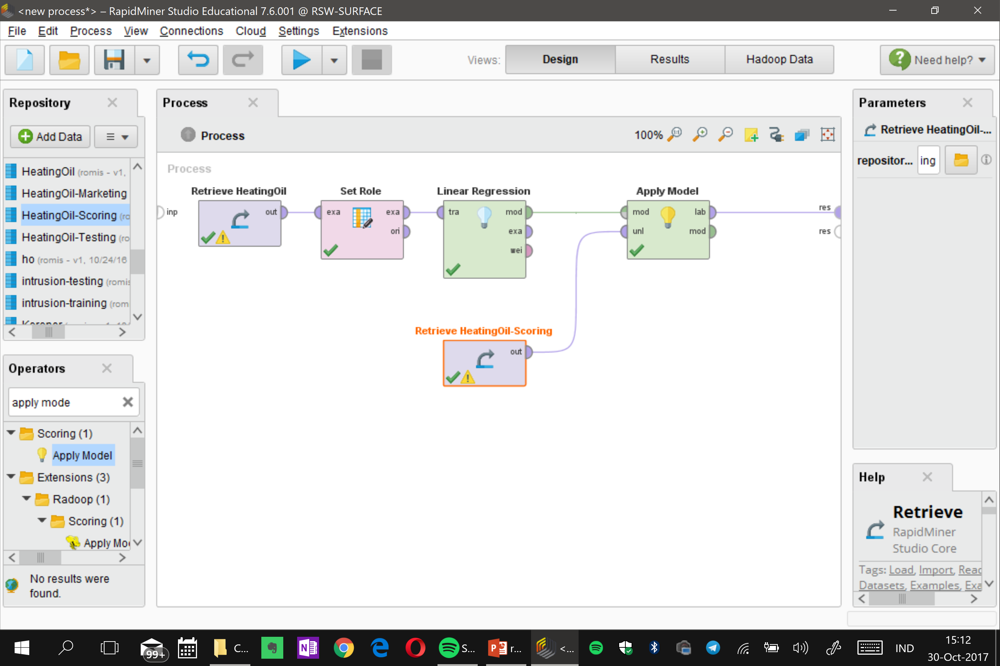 <new process*> – RapidMiner Studio Educational 7.6.001 @ RSW-SURFACE
File Edit Process View Connections Cloud Settings Extensions
Views: Design Results Hadoop Data Need help?
Repository
Add Data
HeatingOil (romis - v1,
HeatingOil-Marketing
HeatingOil-Scoring (ro
HeatingOil-Testing (ro
ho (romis - v1, 10/24/16
intrusion-testing (romis
intrusion-training (rom
Operators
apply mode
Scoring (1)
Apply Model
Extensions (3)
Radoop (1)
Scoring (1)
Apply Mo
No results were
found.
Process
Process
100%
Process
inp
Retrieve HeatingOil
out
Set Role
exa exa
ori
Linear Regression
tra mod
exa
wei
Apply Model
mod lab
unl mod
res
res
Retrieve HeatingOil-Scoring
out
Parameters
Retrieve HeatingOil-...
repositor... ing
Help
Retrieve
RapidMiner
Studio Core
Tags: Load, Import, Read
Datasets, Examples, Exa
99+ C... S... r... <... IND
15:12
30-Oct-2017